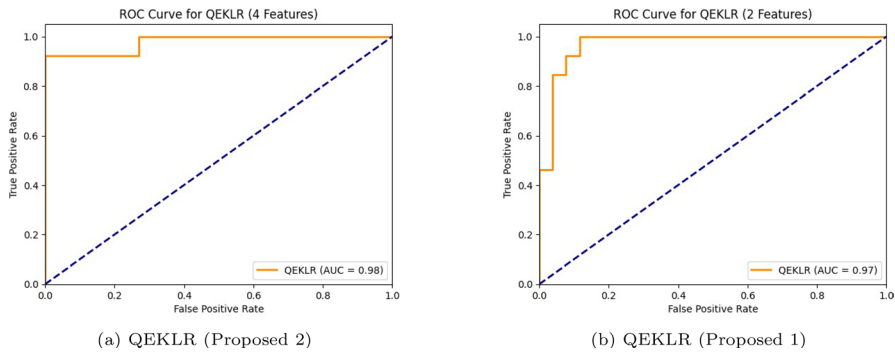 ROC Curve for QEKLR (4 Features)
1.0
0.8
0.6
0.4
0.2
0.0
True Positive Rate
0.0 0.2 0.4 0.6 0.8 1.0
False Positive Rate
QEKLR (AUC = 0.98)
(a) QEKLR (Proposed 2)
ROC Curve for QEKLR (2 Features)
1.0
0.8
0.6
0.4
0.2
0.0
True Positive Rate
0.0 0.2 0.4 0.6 0.8 1.0
False Positive Rate
QEKLR (AUC = 0.97)
(b) QEKLR (Proposed 1)